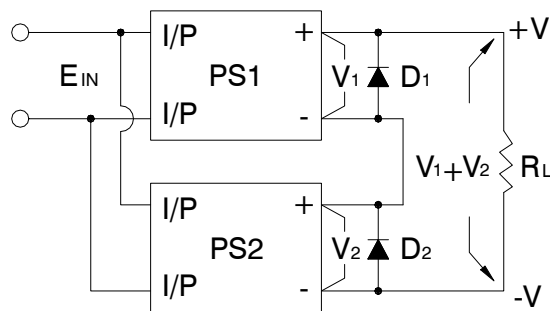 I/P + +V
EIN PS1 V1 D1
I/P -
V1+V2 RL
I/P +
PS2 V2 D2
I/P - -V